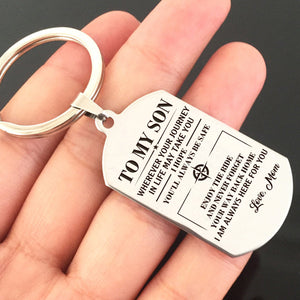 TO MY SON
WHEREVER YOUR JOURNEY
IN LIFE MAY TAKE YOU
I HOPE
YOU'LL ALWAYS BE SAFE
ENJOY THE RIDE
AND NEVER FORGET
YOUR WAY BACK HOME
I AM ALWAYS HERE FOR YOU
Love, Mom